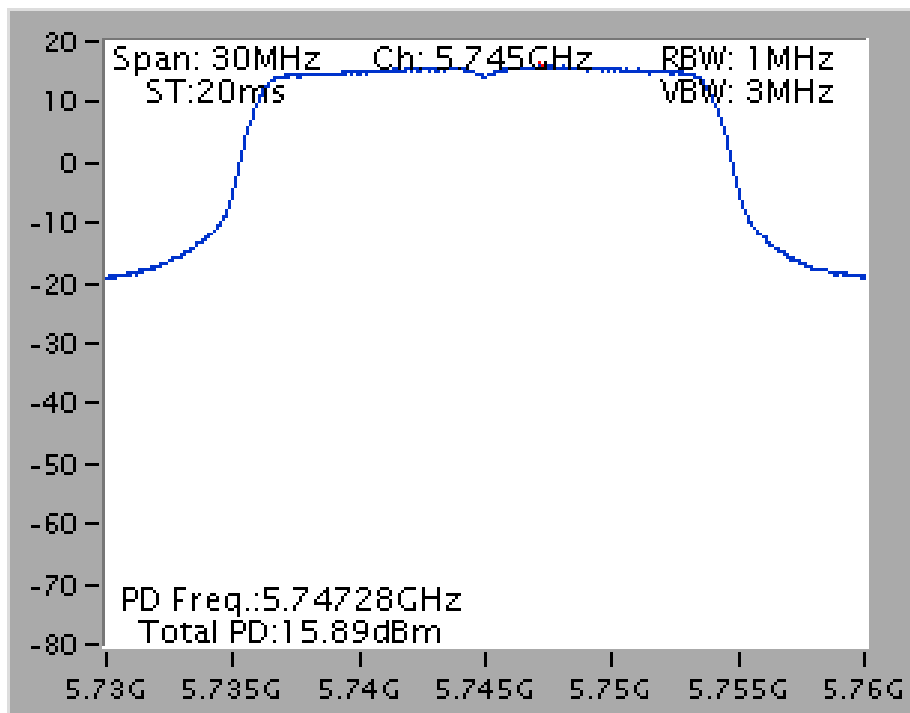 Span: 30MHz Ch: 5.745GHz RBW: 1MHz
ST:20ms VBW: 3MHz
20
10
0
-10
-20
-30
-40
-50
-60
-70
-80
PD Freq.:5.74728GHz
Total PD:15.89dBm
5.73G 5.735G 5.74G 5.745G 5.75G 5.755G 5.76G